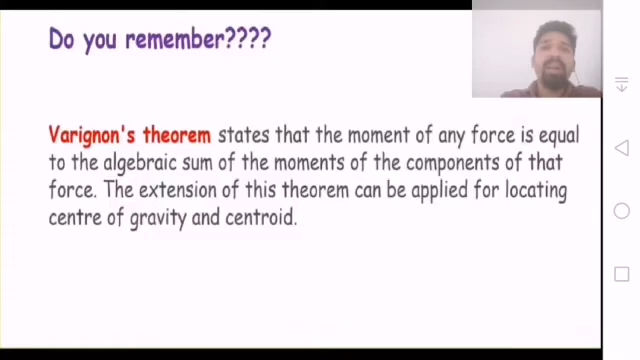 Do you remember????
Varignon's theorem states that the moment of any force is equal
to the algebraic sum of the moments of the components of that
force. The extension of this theorem can be applied for locating
centre of gravity and centroid.